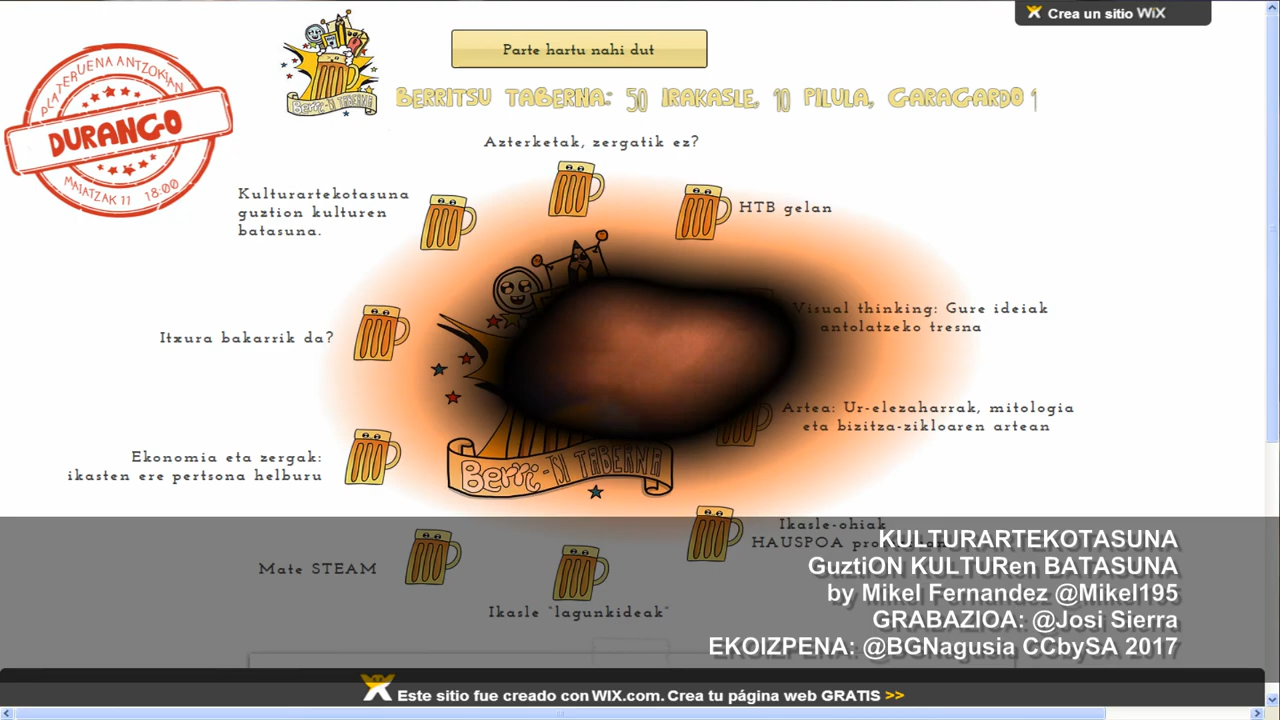 Crea un sitio WiX
PLATERUENA ANTZOKIAN
DURANGO
MAIATZAK 11 18:00
Berri-N TABERNA
Parte hartu nahi dut
BERRITSU TABERNA: 50 IRAKASLE, 10 PILULA, GARAGARDO 1
Azterketak, zergatik ez?
Kulturartekotasuna
guztion kulturen
batasuna.
HTB gelan
Visual thinking: Gure ideiak
antolatzeko tresna
Itxura bakarrik da?
Artea: Ur-elezaharrak, mitologia
eta bizitza-zikloaren artean
Ekonomia eta zergak:
ikasten ere pertsona helburu
Berri-N TABERNA
Ikasle-ohiak
HAUSPOA
Mate STEAM
Ikasle "lagunkideak"
KULTURARTEKOTASUNA
GuztiON KULTURen BATASUNA
by Mikel Fernandez @Mikel195
GRABAZIOA: @Josi Sierra
EKOIZPENA: @BGNagusia CCbySA 2017
Este sitio fue creado con WIX.com. Crea tu página web GRATIS >>